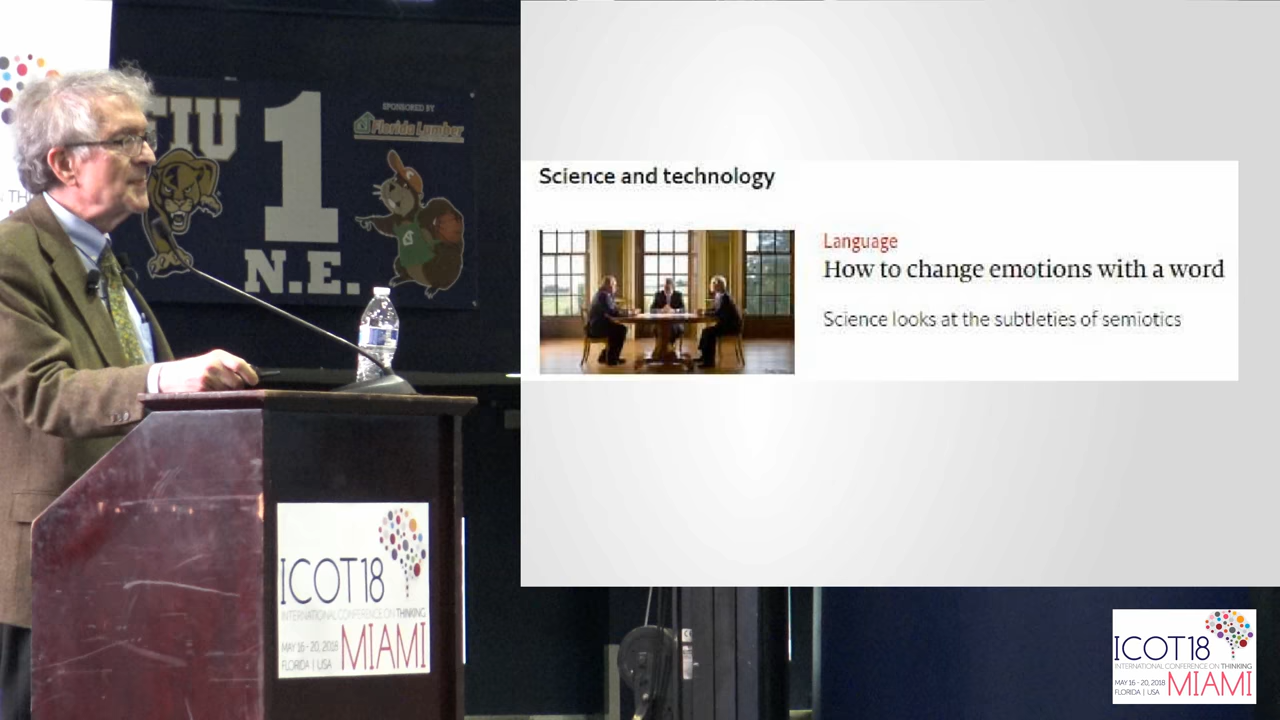 FIU
1
N.E.
SPONSORED BY
Florida Lumber
Science and technology
Language
How to change emotions with a word
Science looks at the subtleties of semiotics
ICOT18
INTERNATIONAL CONFERENCE ON THINKING
MAY 16 - 20, 2018
FLORIDA | USA
MIAMI
ICOT18
INTERNATIONAL CONFERENCE ON THINKING
MAY 16 - 20, 2018
FLORIDA | USA
MIAMI